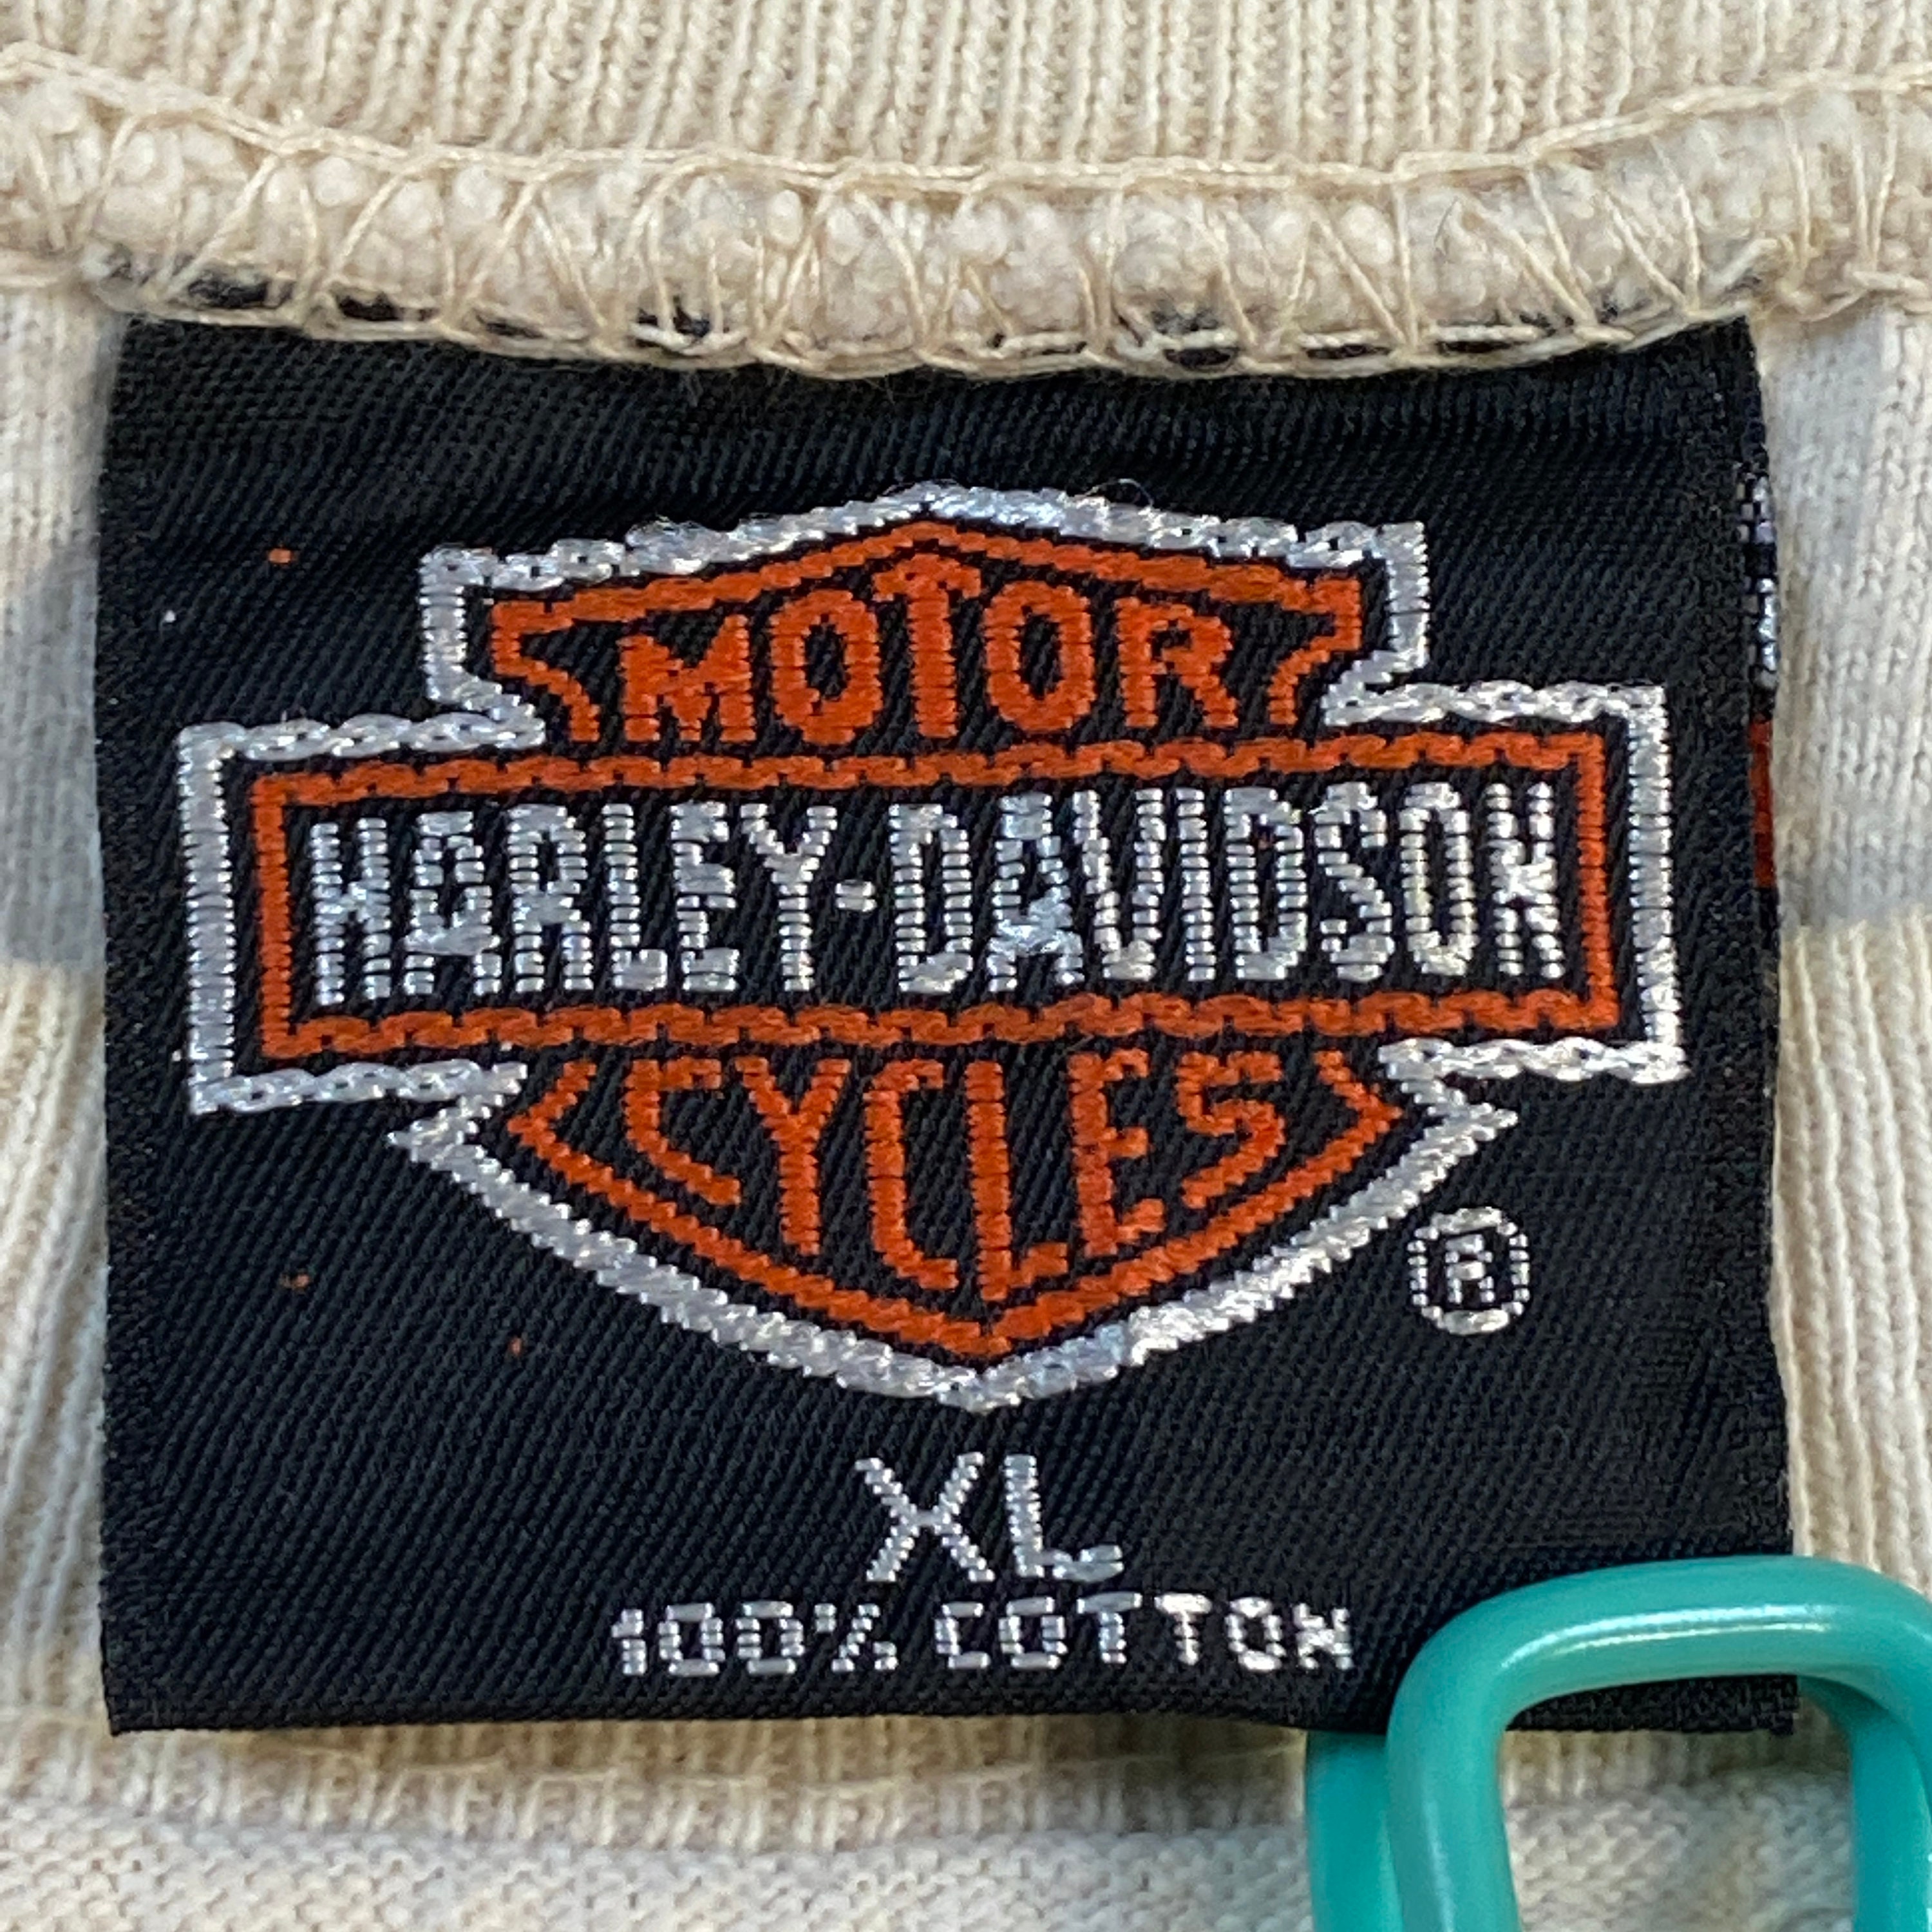 MOTOR
HARLEY-DAVIDSON
CYCLES
®
XL
100% COTTON